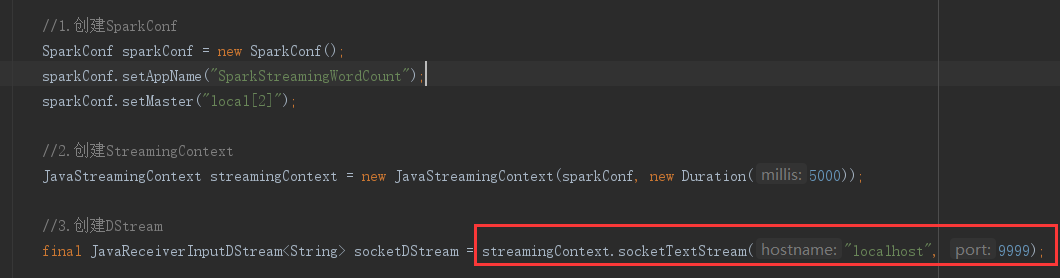 //1.创建SparkConf
SparkConf sparkConf = new SparkConf();
sparkConf.setAppName("SparkStreamingWordCount");
sparkConf.setMaster("local[2]");
//2.创建StreamingContext
JavaStreamingContext streamingContext = new JavaStreamingContext(sparkConf, new Duration( millis: 5000));
//3.创建DStream
final JavaReceiverInputDStream<String> socketDStream = streamingContext.socketTextStream( hostname: "localhost", port: 9999);